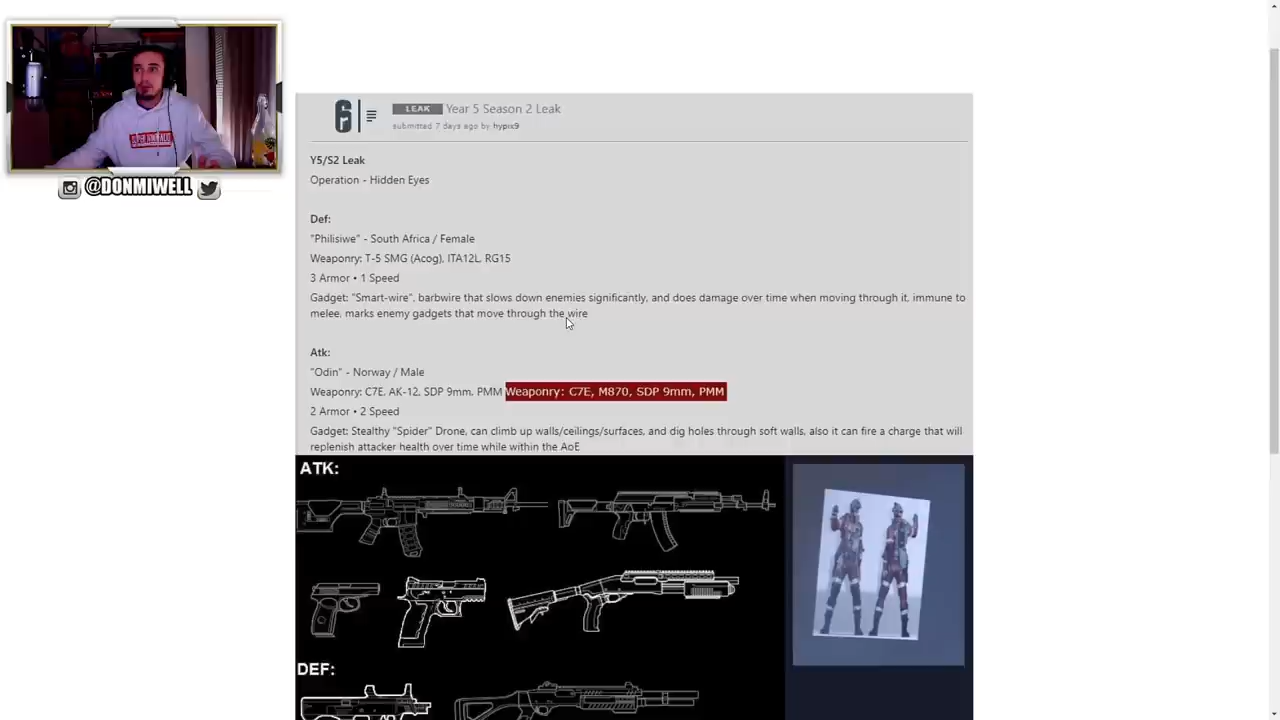 LEAK Year 5 Season 2 Leak
submitted 7 days ago by hypix9
Y5/S2 Leak
Operation - Hidden Eyes
Def:
"Philisiwe" - South Africa / Female
Weaponry: T-5 SMG (Acog), ITA12L, RG15
3 Armor • 1 Speed
Gadget: "Smart-wire", barbwire that slows down enemies significantly, and does damage over time when moving through it, immune to
melee, marks enemy gadgets that move through the wire
Atk:
"Odin" - Norway / Male
Weaponry: C7E, AK-12, SDP 9mm, PMM Weaponry: C7E, M870, SDP 9mm, PMM
2 Armor • 2 Speed
Gadget: Stealthy "Spider" Drone, can climb up walls/ceilings/surfaces, and dig holes through soft walls, also it can fire a charge that will
replenish attacker health over time while within the AoE
ATK:
DEF:
@DONMIWELL